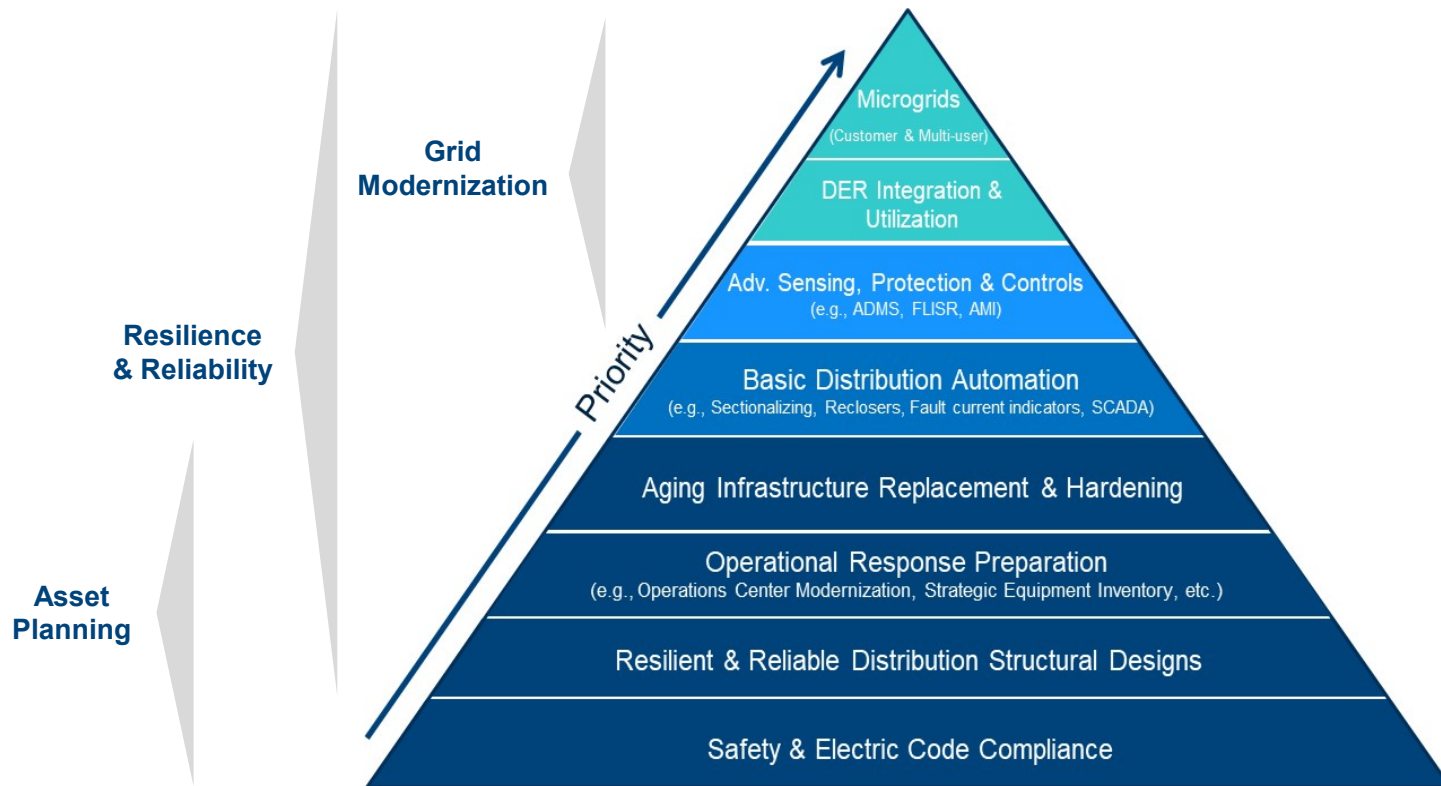 Grid
Modernization
Resilience
& Reliability
Asset
Planning
Priority
Microgrids
(Customer & Multi-user)
DER Integration &
Utilization
Adv. Sensing, Protection & Controls
(e.g., ADMS, FLISR, AMI)
Basic Distribution Automation
(e.g., Sectionalizing, Reclosers, Fault current indicators, SCADA)
Aging Infrastructure Replacement & Hardening
Operational Response Preparation
(e.g., Operations Center Modernization, Strategic Equipment Inventory, etc.)
Resilient & Reliable Distribution Structural Designs
Safety & Electric Code Compliance